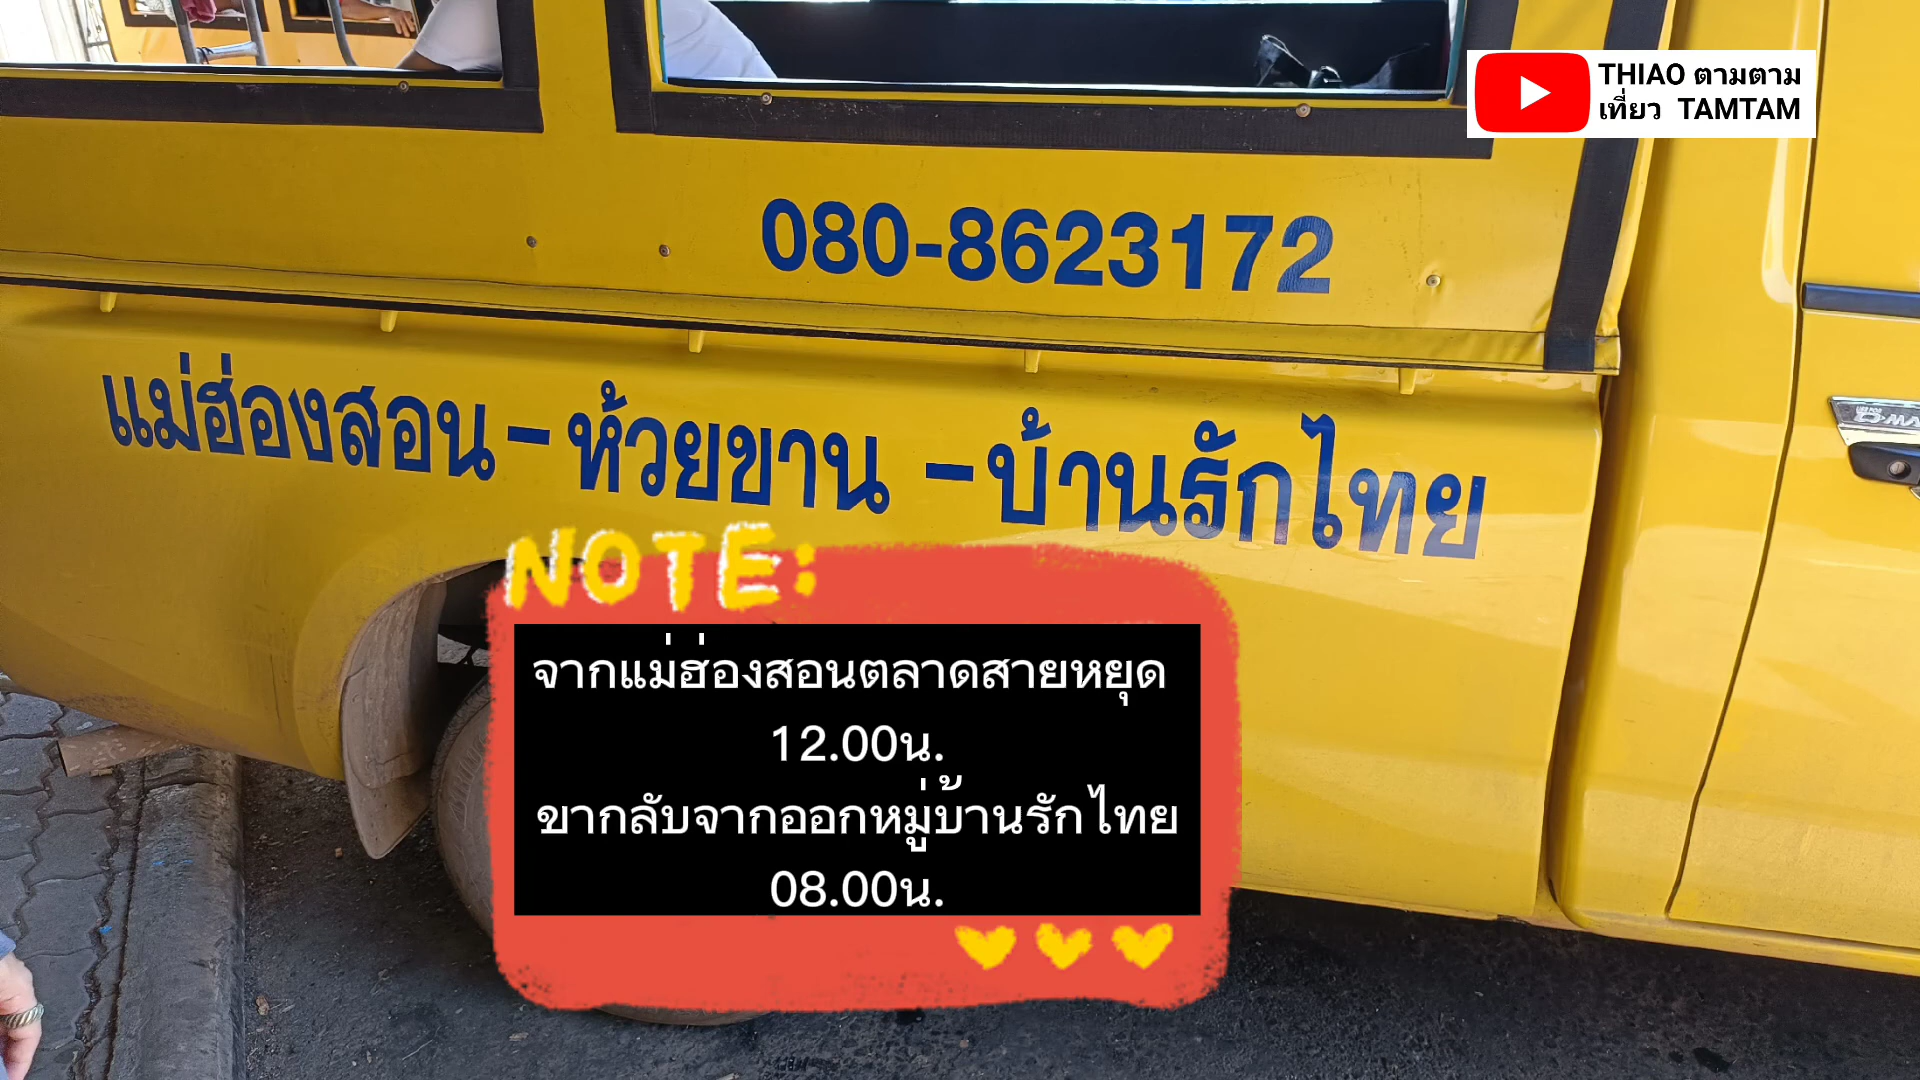 THIAO ตามตาม
เที่ยว TAMTAM
080-8623172
แม่ฮ่องสอน - ห้วยขาน - บ้านรักไทย
NOTE:
จากแม่ฮ่องสอนตลาดสายหยุด
12.00น.
ขากลับจากออกหมู่บ้านรักไทย
08.00น.